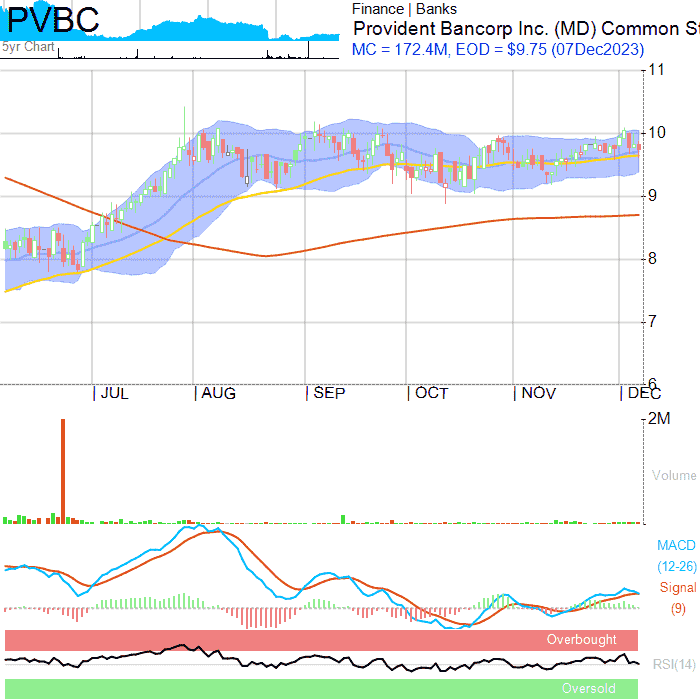 PVBC
5yr Chart
Finance | Banks
Provident Bancorp Inc. (MD) Common St
MC = 172.4M, EOD = $9.75 (07Dec2023)
11
10
9
8
7
6
JUL AUG SEP OCT NOV DEC
2M
Volume
MACD
(12-26)
Signal
(9)
Overbought
RSI(14)
Oversold